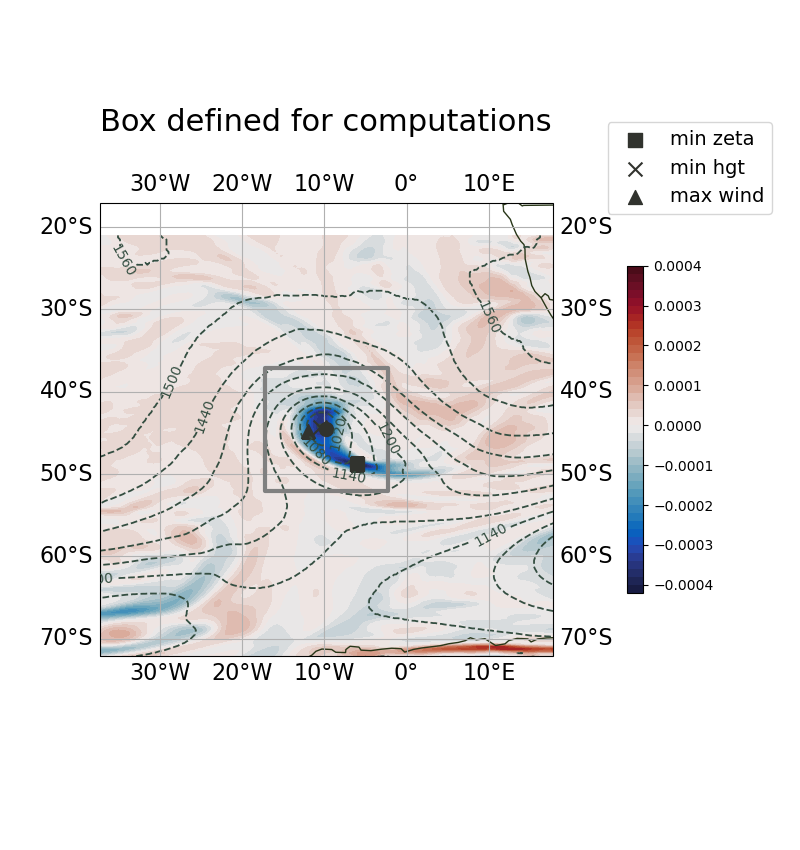 Box defined for computations
min zeta
min hgt
max wind
30°W 20°W 10°W 0° 10°E
20°S 20°S
30°S 30°S
40°S 40°S
50°S 50°S
60°S 60°S
70°S 70°S
30°W 20°W 10°W 0° 10°E
0.0004
0.0003
0.0002
0.0001
0.0000
−0.0001
−0.0002
−0.0003
−0.0004
1560
1560
1500
1440
1200
1020
1080
1140
1140
00